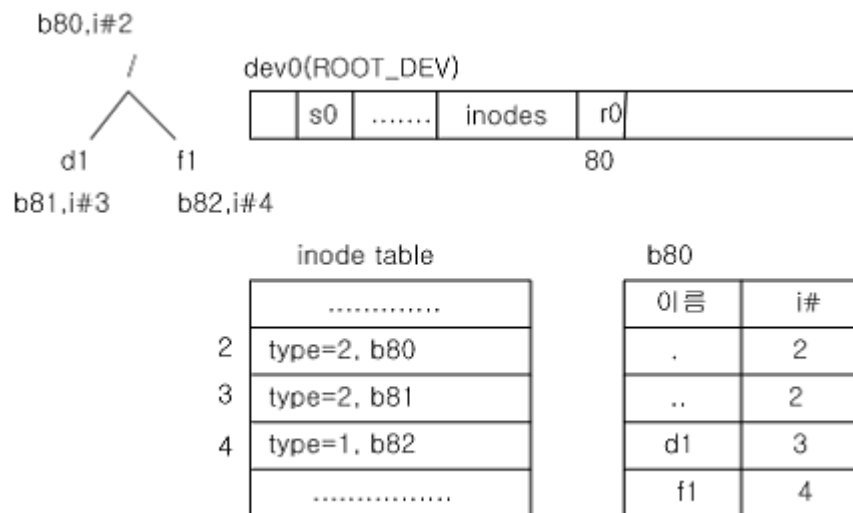 b80,i#2
/
d1 f1
b81,i#3 b82,i#4
dev0(ROOT_DEV)
s0 ....... inodes r0
80
inode table
.............
2 type=2, b80
3 type=2, b81
4 type=1, b82
................
b80
이름 i#
. 2
.. 2
d1 3
f1 4